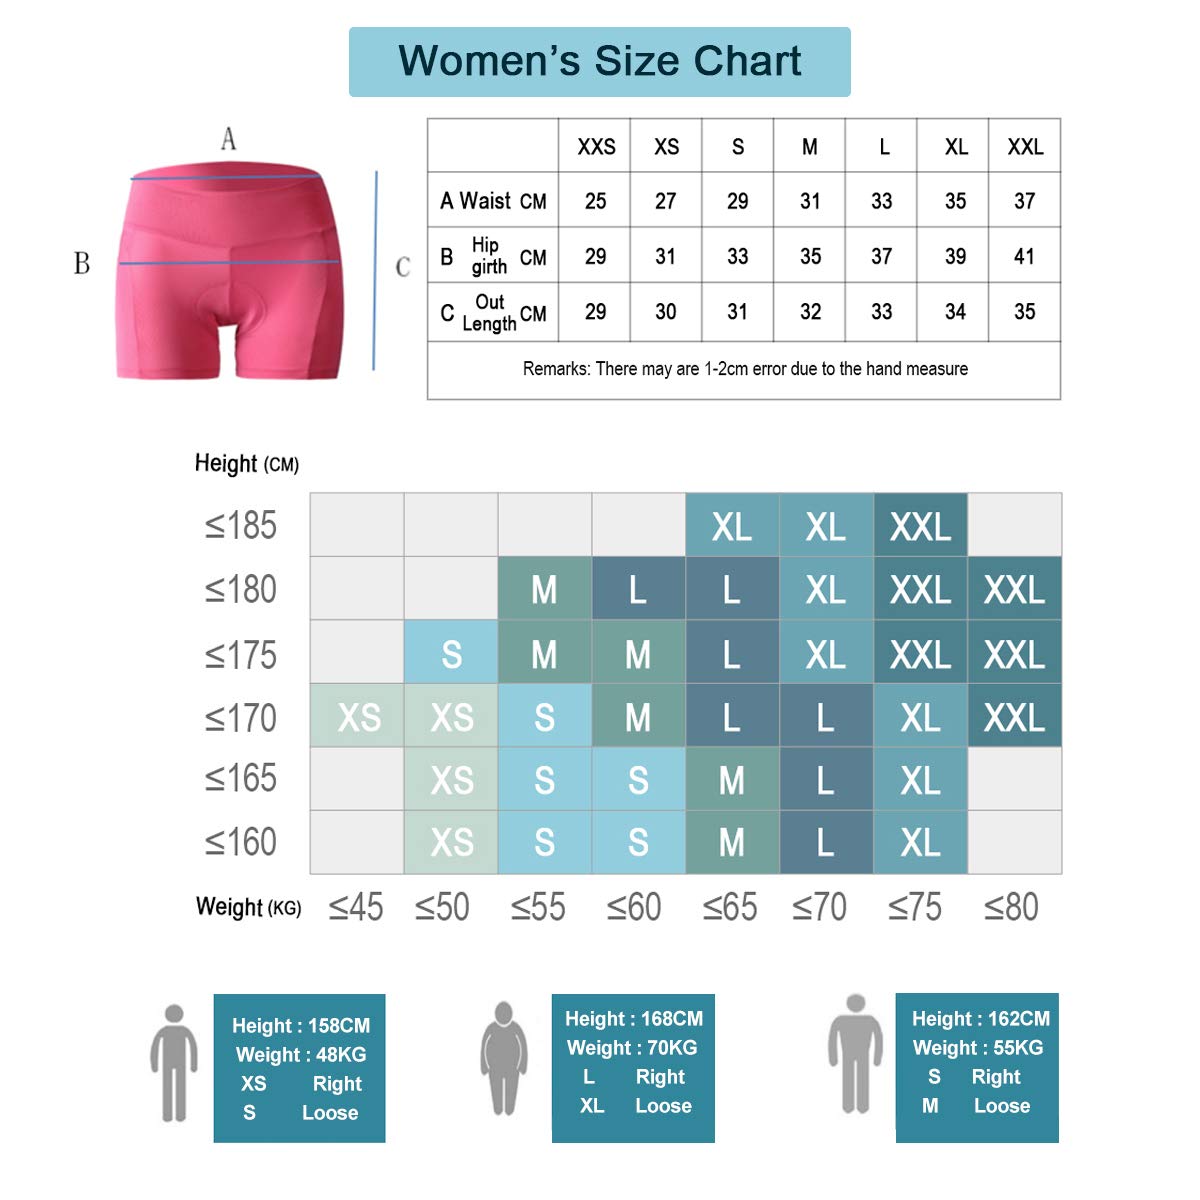 Women's Size Chart
A
B
C
XXS XS S M L XL XXL
A Waist CM 25 27 29 31 33 35 37
B Hip girth CM 29 31 33 35 37 39 41
C Out Length CM 29 30 31 32 33 34 35
Remarks: There may are 1-2cm error due to the hand measure
Height (CM)
≤185 XL XL XXL
≤180 M L L XL XXL XXL
≤175 S M M L XL XXL XXL
≤170 XS XS S M L L XL XXL
≤165 XS S S M L XL
≤160 XS S S M L XL
Weight (KG) ≤45 ≤50 ≤55 ≤60 ≤65 ≤70 ≤75 ≤80
Height : 158CM
Weight : 48KG
XS Right
S Loose
Height : 168CM
Weight : 70KG
L Right
XL Loose
Height : 162CM
Weight : 55KG
S Right
M Loose